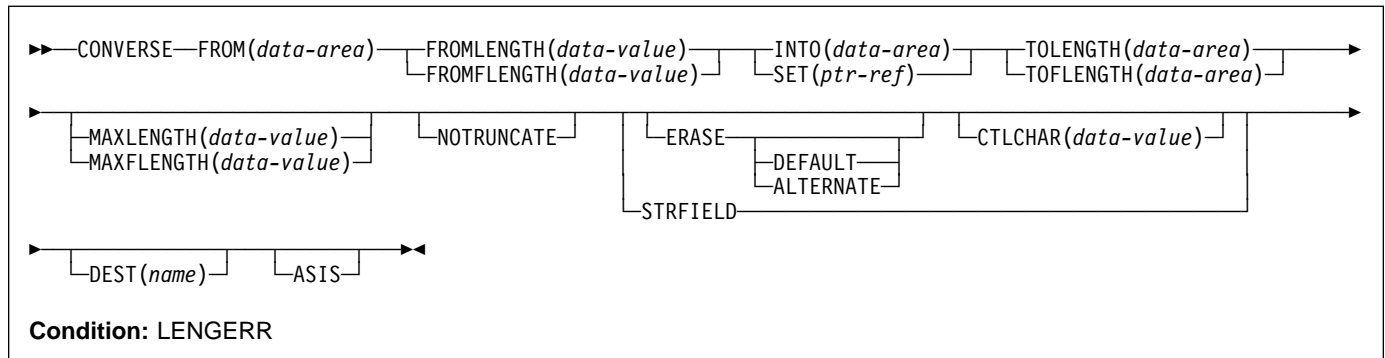 CONVERSE FROM(data-area) FROMLENGTH(data-value) INTO(data-area) TOLENGTH(data-area)
FROMFLENGTH(data-value) SET(ptr-ref) TOFLENGTH(data-area)
MAXLENGTH(data-value) NOTRUNCATE ERASE CTLCHAR(data-value)
MAXFLENGTH(data-value) DEFAULT
ALTERNATE
STRFIELD
DEST(name) ASIS
Condition: LENGERR